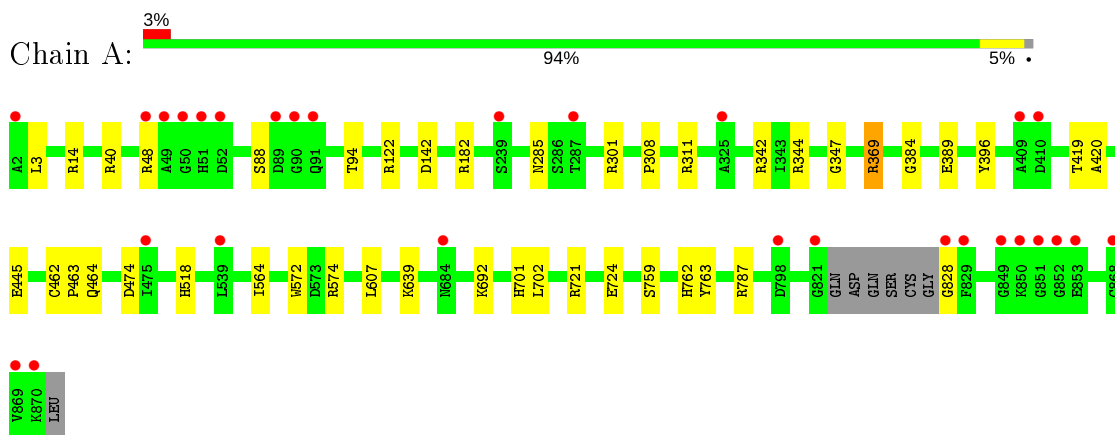 3%
Chain A:
94% 5% •
A2 L3 R14 R40 R48 A49 G50 H51 D52 S88 D89 G90 Q91 T94 R122 D142 R182 S239 N285 S286 T287 R301 P308 R311 A325 R342 I343 R344 G347 R369 G384 E389 Y396 A409 D410 T419 A420
E445 C462 P463 Q464 D474 I475 H518 L539 I564 W572 D573 R574 L607 K639 N684 K692 H701 L702 R721 E724 S759 H762 Y763 R787 D798 G821 GLN ASP GLN SER CYS GLY G828 F829 G849 K850 G851 G852 E853
V869 K870 LEU